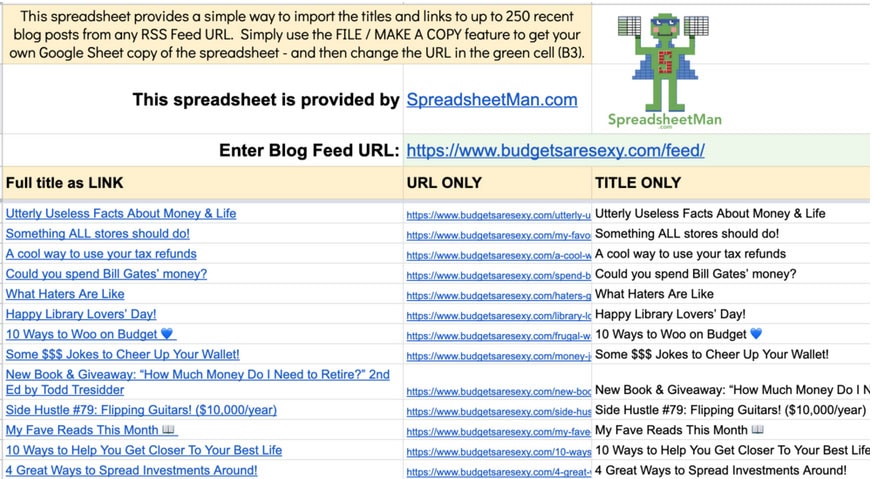 This spreadsheet provides a simple way to import the titles and links to up to 250 recent
blog posts from any RSS Feed URL. Simply use the FILE / MAKE A COPY feature to get your
own Google Sheet copy of the spreadsheet - and then change the URL in the green cell (B3).
This spreadsheet is provided by SpreadsheetMan.com
SpreadsheetMan
.com
Enter Blog Feed URL: https://www.budgetsaresexy.com/feed/
Full title as LINK URL ONLY TITLE ONLY
Utterly Useless Facts About Money & Life https://www.budgetsaresexy.com/utterly-u Utterly Useless Facts About Money & Life
Something ALL stores should do! https://www.budgetsaresexy.com/my-favo Something ALL stores should do!
A cool way to use your tax refunds https://www.budgetsaresexy.com/a-cool-w A cool way to use your tax refunds
Could you spend Bill Gates' money? https://www.budgetsaresexy.com/spend-b Could you spend Bill Gates' money?
What Haters Are Like https://www.budgetsaresexy.com/haters-g What Haters Are Like
Happy Library Lovers' Day! https://www.budgetsaresexy.com/library-lo Happy Library Lovers' Day!
10 Ways to Woo on Budget 💙 https://www.budgetsaresexy.com/frugal-w 10 Ways to Woo on Budget 💙
Some $$$ Jokes to Cheer Up Your Wallet! https://www.budgetsaresexy.com/money-j Some $$$ Jokes to Cheer Up Your Wallet!
New Book & Giveaway: “How Much Money Do I Need to Retire?” 2nd
Ed by Todd Tresidder https://www.budgetsaresexy.com/new-boo New Book & Giveaway: “How Much Money Do I N
Side Hustle #79: Flipping Guitars! ($10,000/year) https://www.budgetsaresexy.com/side-hus Side Hustle #79: Flipping Guitars! ($10,000/year)
My Fave Reads This Month 📖 https://www.budgetsaresexy.com/my-fave- My Fave Reads This Month 📖
10 Ways to Help You Get Closer To Your Best Life https://www.budgetsaresexy.com/10-ways 10 Ways to Help You Get Closer To Your Best Life
4 Great Ways to Spread Investments Around! https://www.budgetsaresexy.com/4-great- 4 Great Ways to Spread Investments Around!